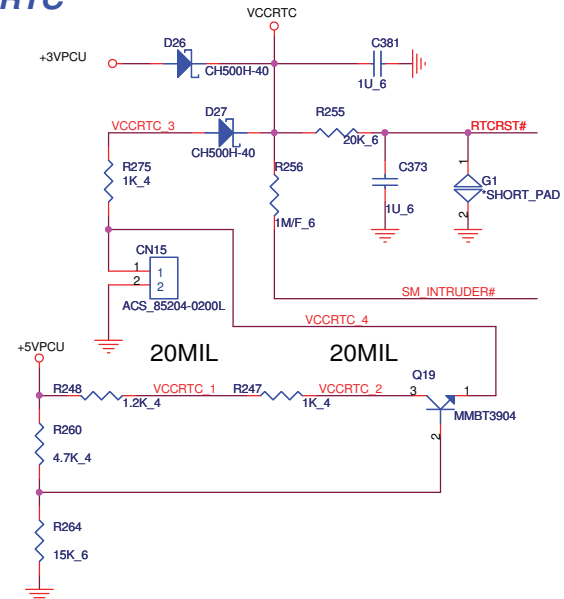 RTC
VCCRTC
D26
C381
+3VPCU
CH500H-40
1U_6
D27
R255
VCCRTC_3
RTCRST#
20K_6
CH500H-40
R275
1K_4
R256
C373
1
G1
*SHORT_PAD
2
1U_6
1M/F_6
CN15
1 1
2 2
ACS_85204-0200L
SM_INTRUDER#
VCCRTC_4
+5VPCU
20MIL 20MIL
Q19
R248 VCCRTC_1 R247 VCCRTC_2 3 1
1.2K_4 1K_4
MMBT3904
2
R260
4.7K_4
R264
15K_6